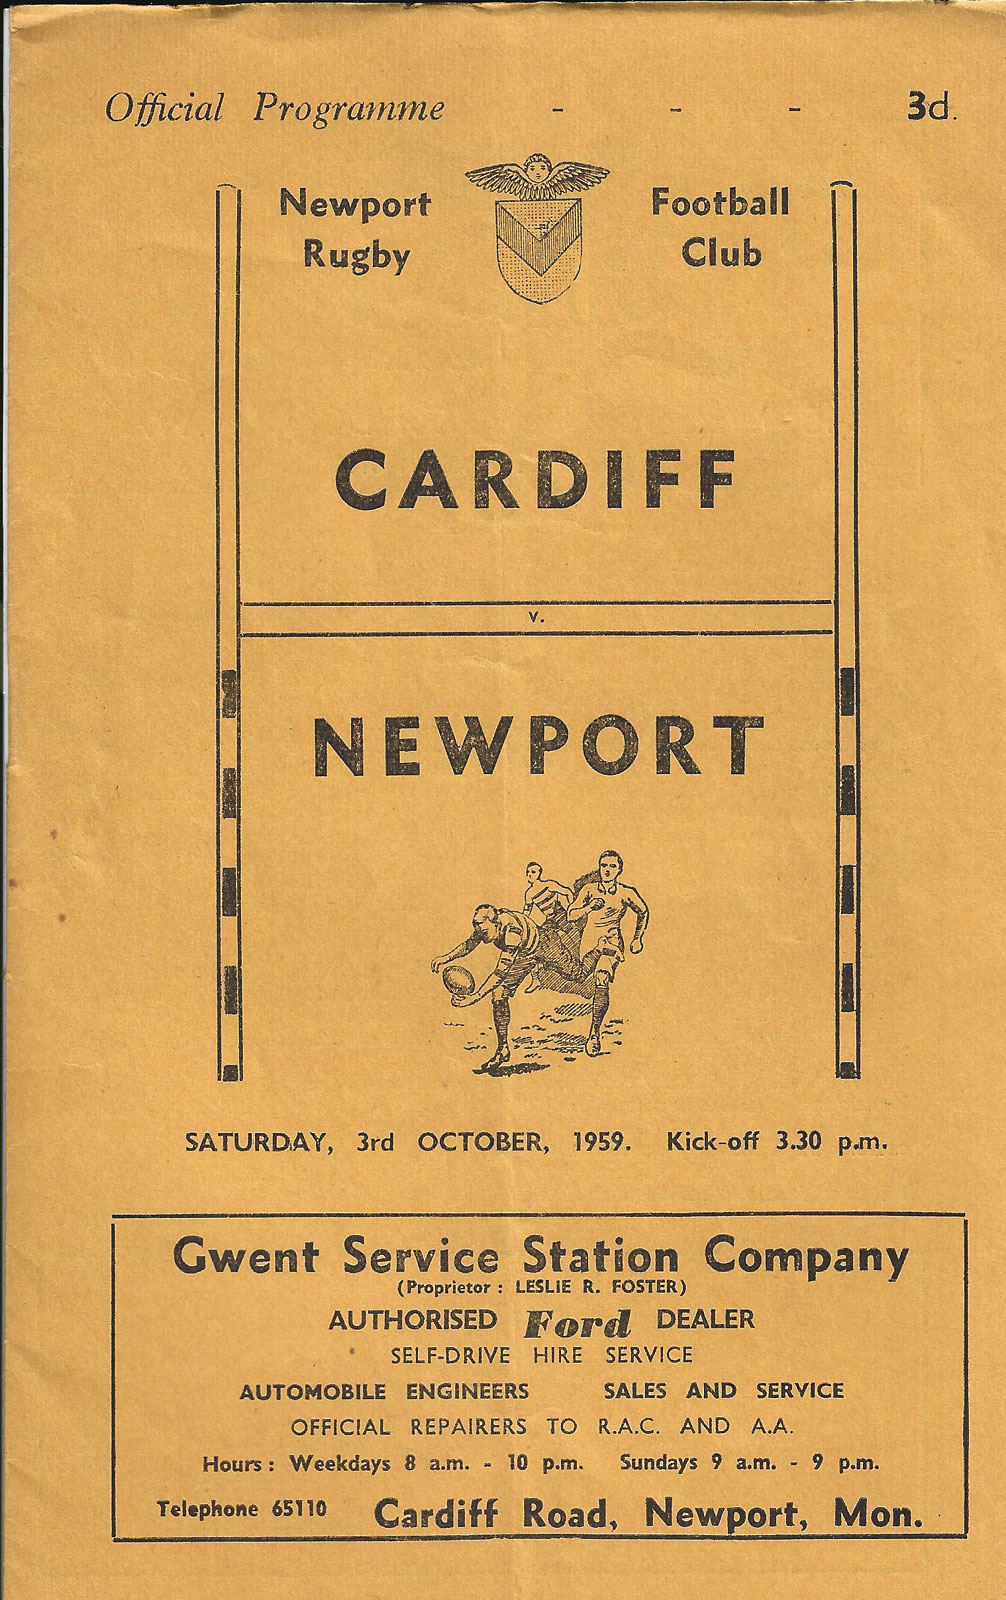 Official Programme - - - 3d.
Newport Football
Rugby Club
CARDIFF
v.
NEWPORT
SATURDAY, 3rd OCTOBER, 1959. Kick-off 3.30 p.m.
Gwent Service Station Company
(Proprietor : LESLIE R. FOSTER)
AUTHORISED Ford DEALER
SELF-DRIVE HIRE SERVICE
AUTOMOBILE ENGINEERS SALES AND SERVICE
OFFICIAL REPAIRERS TO R.A.C. AND A.A.
Hours : Weekdays 8 a.m. - 10 p.m. Sundays 9 a.m. - 9 p.m.
Telephone 65110 Cardiff Road, Newport, Mon.